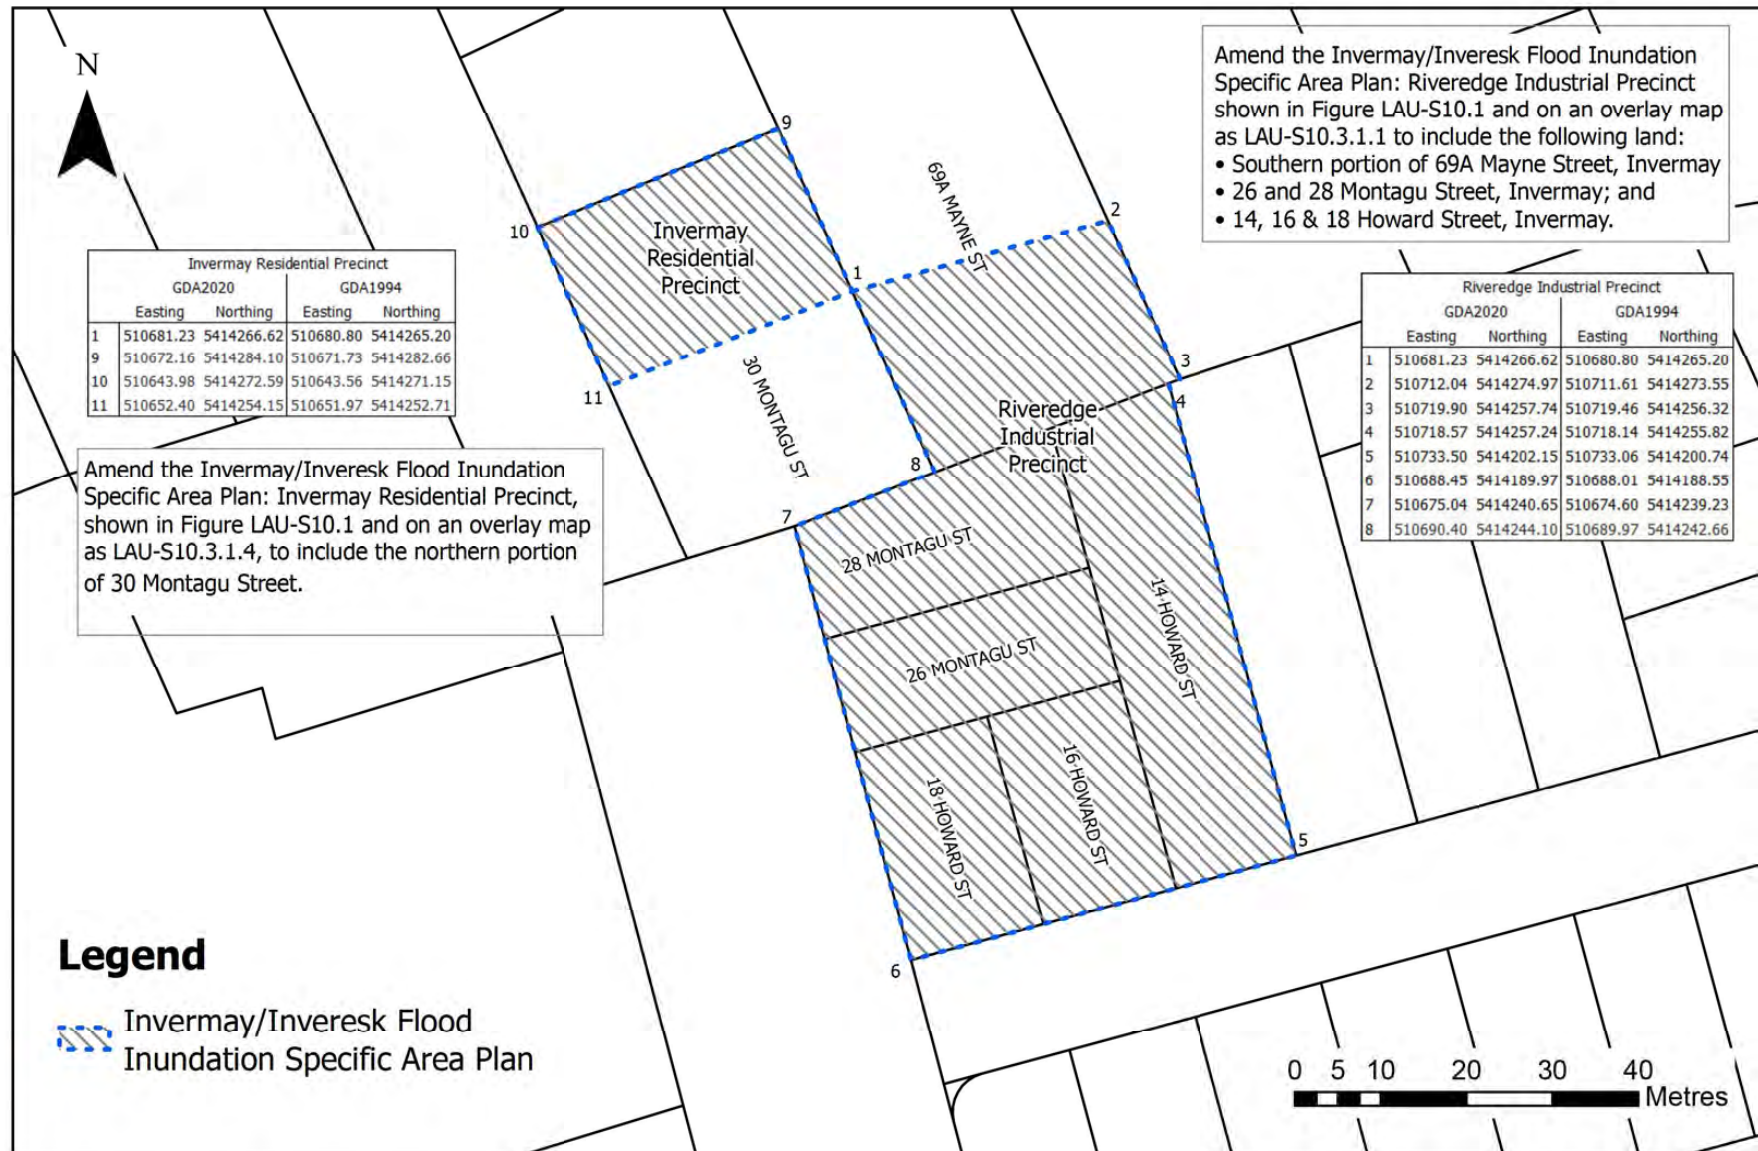 N
Amend the Invermay/Inveresk Flood Inundation
Specific Area Plan: Riveredge Industrial Precinct
shown in Figure LAU-S10.1 and on an overlay map
as LAU-S10.3.1.1 to include the following land:
• Southern portion of 69A Mayne Street, Invermay
• 26 and 28 Montagu Street, Invermay; and
• 14, 16 & 18 Howard Street, Invermay.
9
69A MAYNE ST
2
10
Invermay
Residential
Precinct
1
Invermay Residential Precinct
GDA2020 GDA1994
Easting Northing Easting Northing
1 510681.23 5414266.62 510680.80 5414265.20
9 510672.16 5414284.10 510671.73 5414282.66
10 510643.98 5414272.59 510643.56 5414271.15
11 510652.40 5414254.15 510651.97 5414252.71
Riveredge Industrial Precinct
GDA2020 GDA1994
Easting Northing Easting Northing
1 510681.23 5414266.62 510680.80 5414265.20
2 510712.04 5414274.97 510711.61 5414273.55
3 510719.90 5414257.74 510719.46 5414256.32
4 510718.57 5414257.24 510718.14 5414255.82
5 510733.50 5414202.15 510733.06 5414200.74
6 510688.45 5414189.97 510688.01 5414188.55
7 510675.04 5414240.65 510674.60 5414239.23
8 510690.40 5414244.10 510689.97 5414242.66
3
11
4
30 MONTAGU ST
Riveredge
Industrial
Precinct
8
Amend the Invermay/Inveresk Flood Inundation
Specific Area Plan: Invermay Residential Precinct,
shown in Figure LAU-S10.1 and on an overlay map
as LAU-S10.3.1.4, to include the northern portion
of 30 Montagu Street.
7
28 MONTAGU ST
14 HOWARD ST
26 MONTAGU ST
16 HOWARD ST
18 HOWARD ST
5
6
Legend
Invermay/Inveresk Flood
Inundation Specific Area Plan
0 5 10 20 30 40
Metres